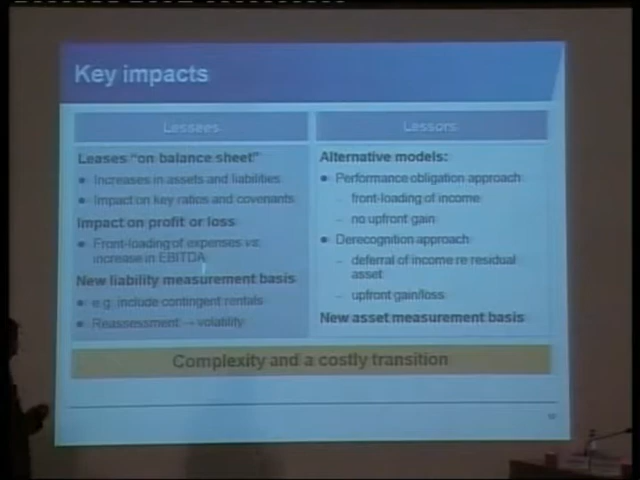 Key impacts
Lessees
Leases "on balance sheet"
• Increases in assets and liabilities
• Impact on key ratios and covenants
Impact on profit or loss
• Front-loading of expenses vs.
increase in EBITDA
New liability measurement basis
• e.g. include contingent rentals
• Reassessment → volatility
Lessors
Alternative models:
• Performance obligation approach
– front-loading of income
– no upfront gain
• Derecognition approach
– deferral of income re residual
asset
– upfront gain/loss
New asset measurement basis
Complexity and a costly transition